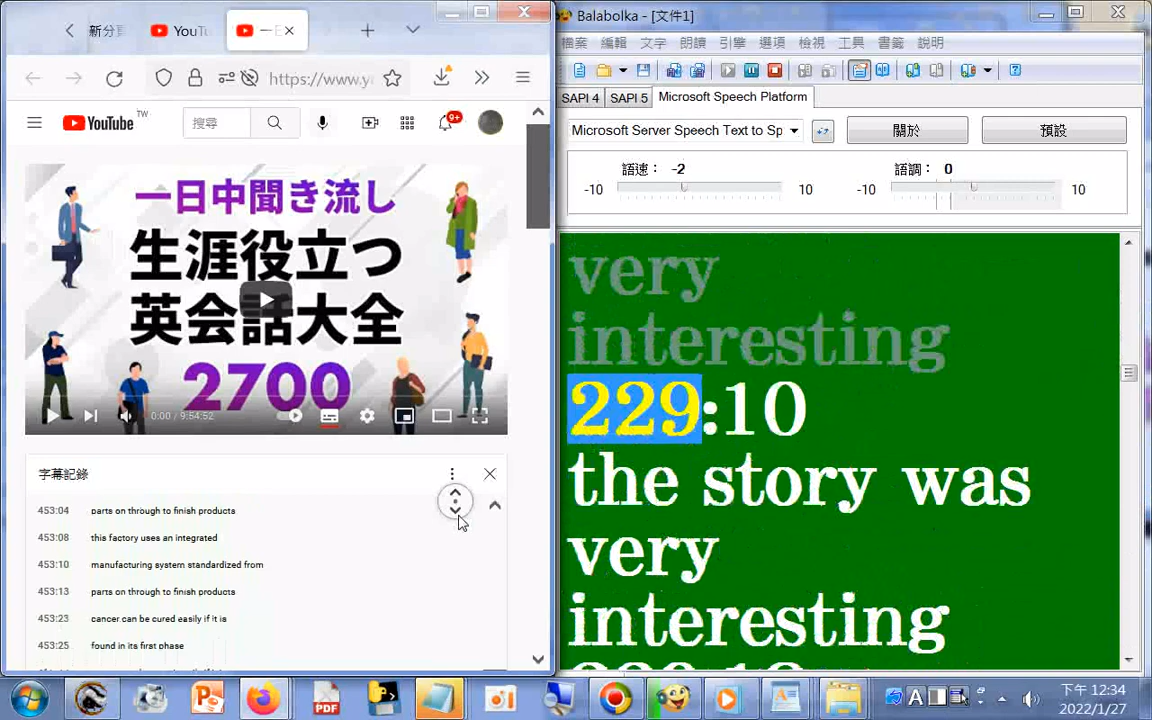 新分
YouTu
Balabolka - [文件1]
https://www.y
檔案 編輯 文字 朗讀 引擎 選項 檢視 工具 書籤 說明
SAPI 4 SAPI 5 Microsoft Speech Platform
YouTube TW
搜尋
9+
Microsoft Server Speech Text to Sp
關於
預設
語速： -2
語調： 0
-10 10 -10 10
一日中聞き流し
生涯役立つ
英会話大全
2700
0:00 / 9:54:52
字幕記錄
453:04 parts on through to finish products
453:08 this factory uses an integrated
453:10 manufacturing system standardized from
453:13 parts on through to finish products
453:23 cancer can be cured easily if it is
453:25 found in its first phase
very
interesting
229:10
the story was
very
interesting
PDF
A
下午 12:34
2022/1/27